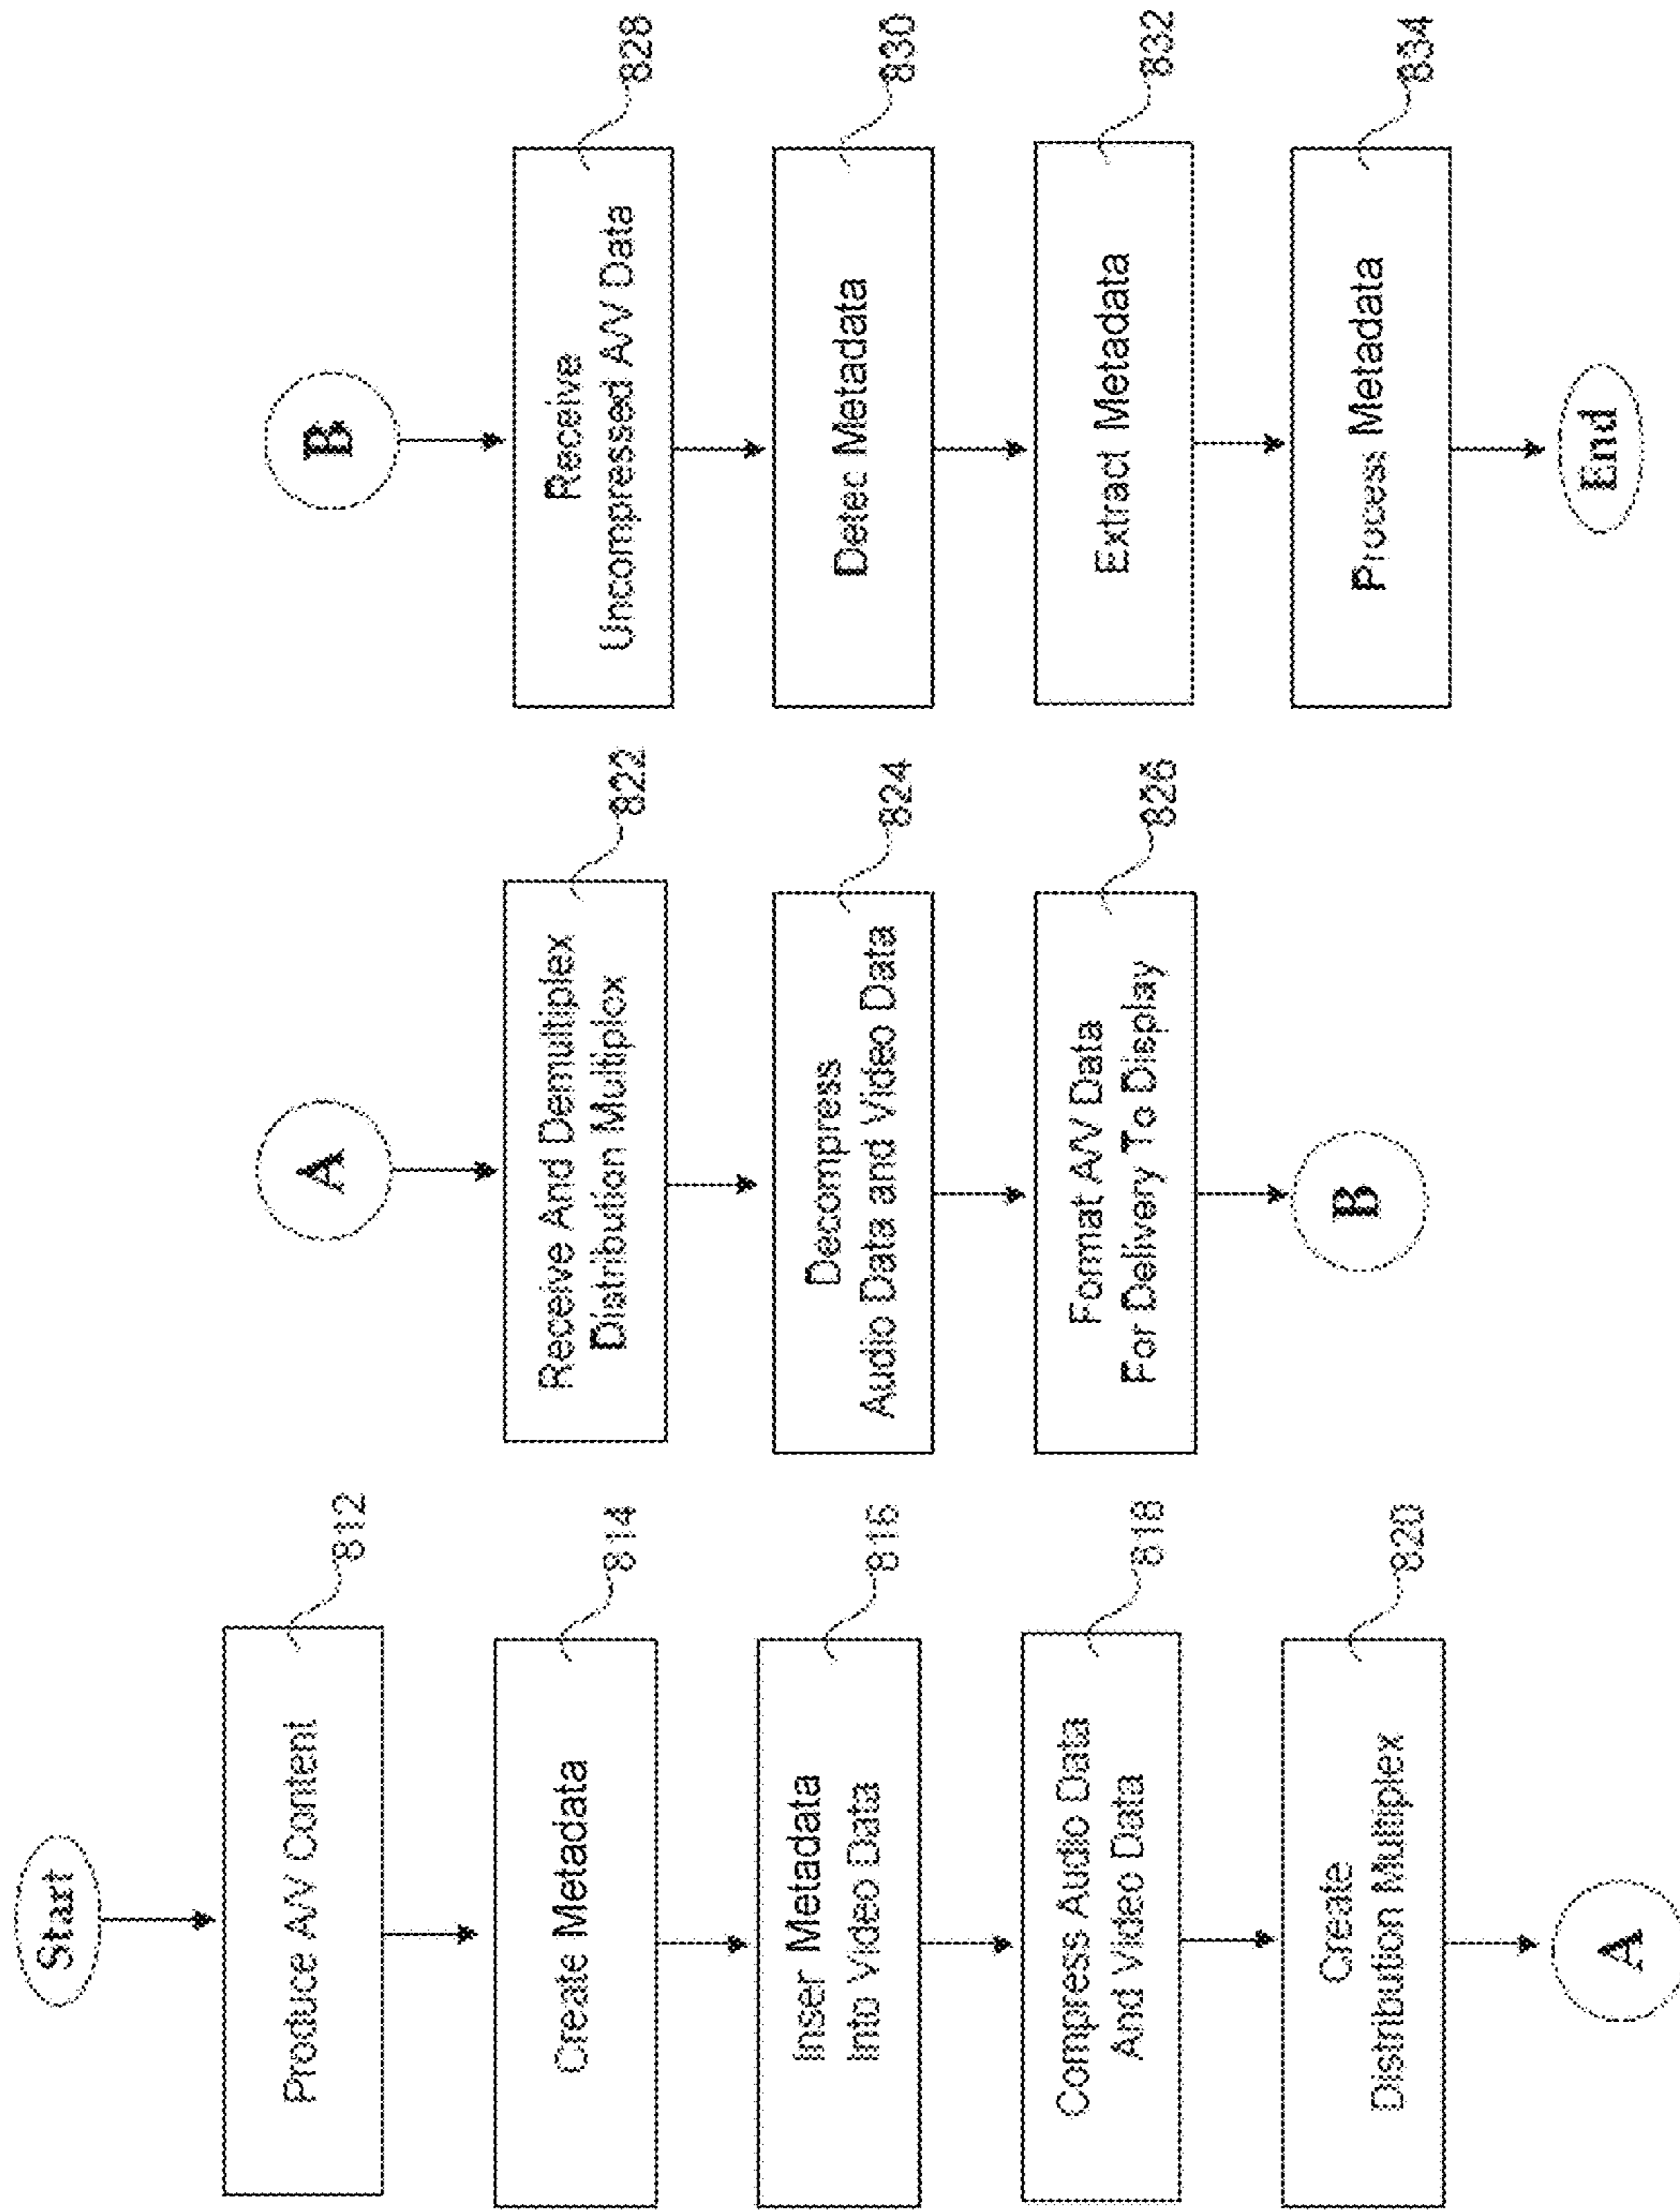 Start
Produce A/V Content
812
Create Metadata
814
Inser Metadata
Into Video Data
816
Compress Audio Data
And Video Data
818
Create
Distribution Multiplex
820
A
A
Receive And Demultiplex
Distribution Multiplex
822
Decompress
Audio Data and Video Data
824
Format A/V Data
For Delivery To Display
826
B
B
Receive
Uncompressed A/V Data
828
Detec Metadata
830
Extract Metadata
832
Process Metadata
834
End